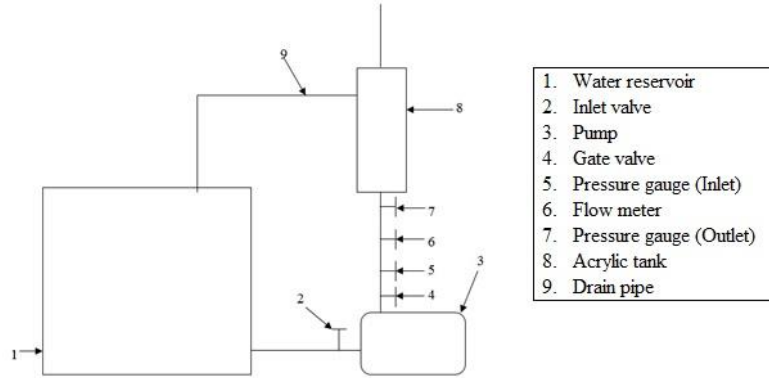 9
8
7
6
5
4
3
2
1
1. Water reservoir
2. Inlet valve
3. Pump
4. Gate valve
5. Pressure gauge (Inlet)
6. Flow meter
7. Pressure gauge (Outlet)
8. Acrylic tank
9. Drain pipe